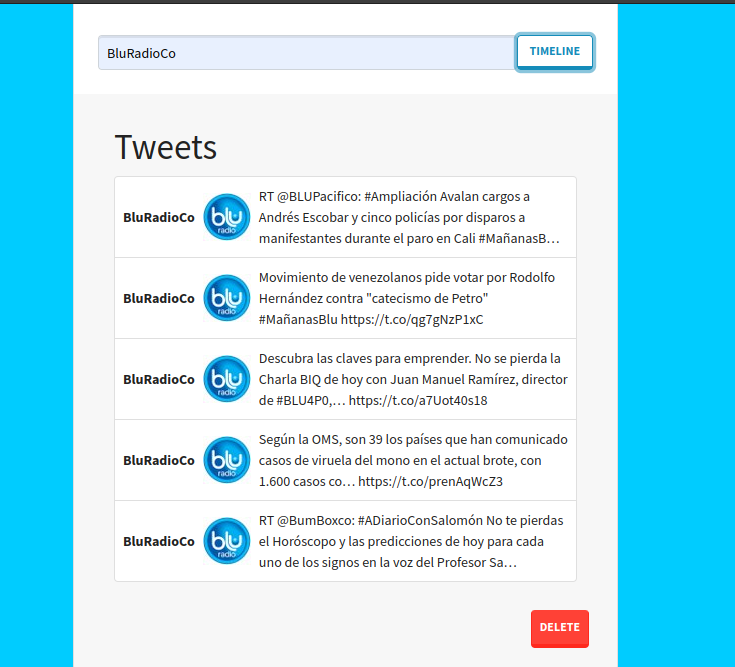 BluRadioCo
TIMELINE
Tweets
BluRadioCo
blu
radio
RT @BLUPacifico: #Ampliación Avalan cargos a
Andrés Escobar y cinco policías por disparos a
manifestantes durante el paro en Cali #MañanasB…
BluRadioCo
blu
radio
Movimiento de venezolanos pide votar por Rodolfo
Hernández contra "catecismo de Petro"
#MañanasBlu https://t.co/qg7gNzP1xC
BluRadioCo
blu
radio
Descubra las claves para emprender. No se pierda la
Charla BIQ de hoy con Juan Manuel Ramírez, director
de #BLU4P0,… https://t.co/a7Uot40s18
BluRadioCo
blu
radio
Según la OMS, son 39 los países que han comunicado
casos de viruela del mono en el actual brote, con
1.600 casos co… https://t.co/prenAqWcZ3
BluRadioCo
blu
radio
RT @BumBoxco: #ADiarioConSalomón No te pierdas
el Horóscopo y las predicciones de hoy para cada
uno de los signos en la voz del Profesor Sa…
DELETE